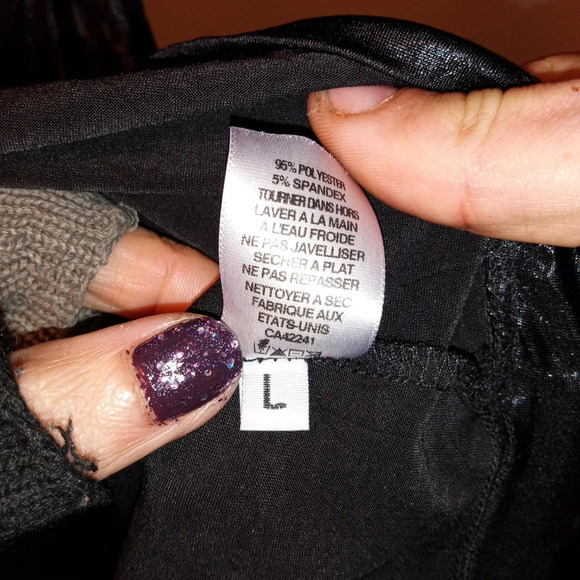 95% POLYESTER
5% SPANDEX
TOURNER DANS HORS
LAVER A LA MAIN
A L'EAU FROIDE
NE PAS JAVELLISER
SECHER A PLAT
NE PAS REPASSER
NETTOYER A SEC
FABRIQUE AUX
ETATS-UNIS
CA42241
L